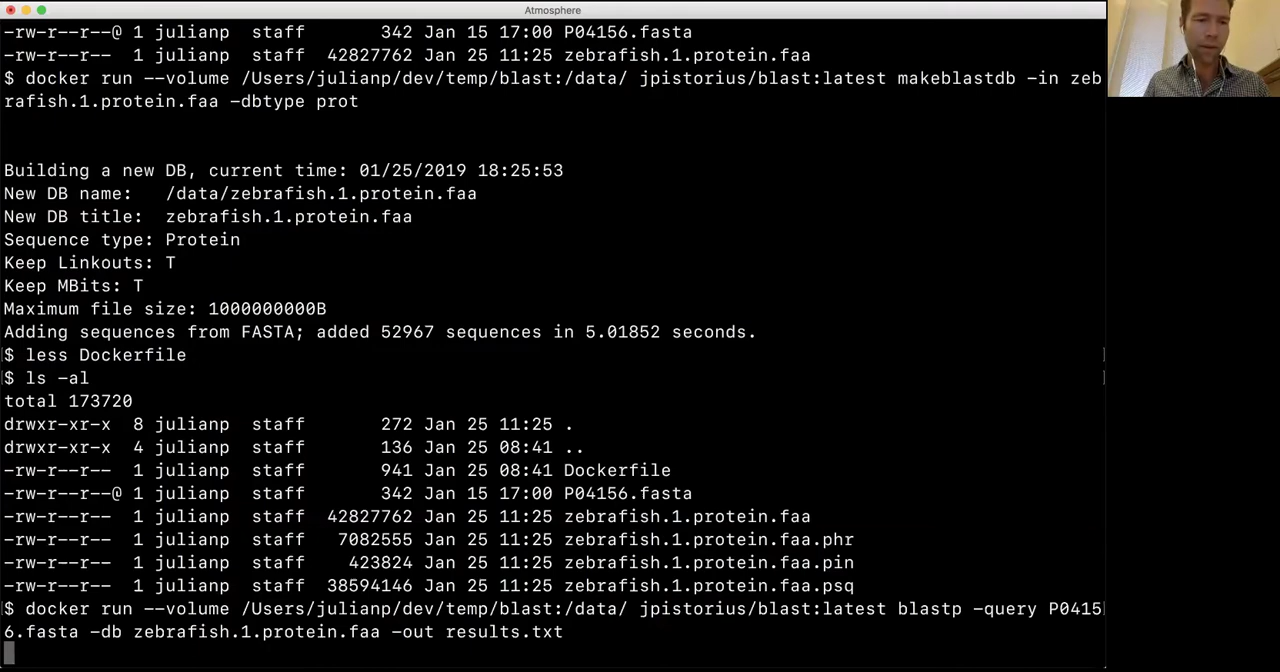 Atmosphere
-rw-r--r--@ 1 julianp  staff       342 Jan 15 17:00 P04156.fasta
-rw-r--r--  1 julianp  staff  42827762 Jan 25 11:25 zebrafish.1.protein.faa
$ docker run --volume /Users/julianp/dev/temp/blast:/data/ jpistorius/blast:latest makeblastdb -in zeb
rafish.1.protein.faa -dbtype prot
Building a new DB, current time: 01/25/2019 18:25:53
New DB name:   /data/zebrafish.1.protein.faa
New DB title:  zebrafish.1.protein.faa
Sequence type: Protein
Keep Linkouts: T
Keep MBits: T
Maximum file size: 1000000000B
Adding sequences from FASTA; added 52967 sequences in 5.01852 seconds.
$ less Dockerfile
$ ls -al
total 173720
drwxr-xr-x  8 julianp  staff       272 Jan 25 11:25 .
drwxr-xr-x  4 julianp  staff       136 Jan 25 08:41 ..
-rw-r--r--  1 julianp  staff       941 Jan 25 08:41 Dockerfile
-rw-r--r--@ 1 julianp  staff       342 Jan 15 17:00 P04156.fasta
-rw-r--r--  1 julianp  staff  42827762 Jan 25 11:25 zebrafish.1.protein.faa
-rw-r--r--  1 julianp  staff   7082555 Jan 25 11:25 zebrafish.1.protein.faa.phr
-rw-r--r--  1 julianp  staff    423824 Jan 25 11:25 zebrafish.1.protein.faa.pin
-rw-r--r--  1 julianp  staff  38594146 Jan 25 11:25 zebrafish.1.protein.faa.psq
$ docker run --volume /Users/julianp/dev/temp/blast:/data/ jpistorius/blast:latest blastp -query P0415
6.fasta -db zebrafish.1.protein.faa -out results.txt